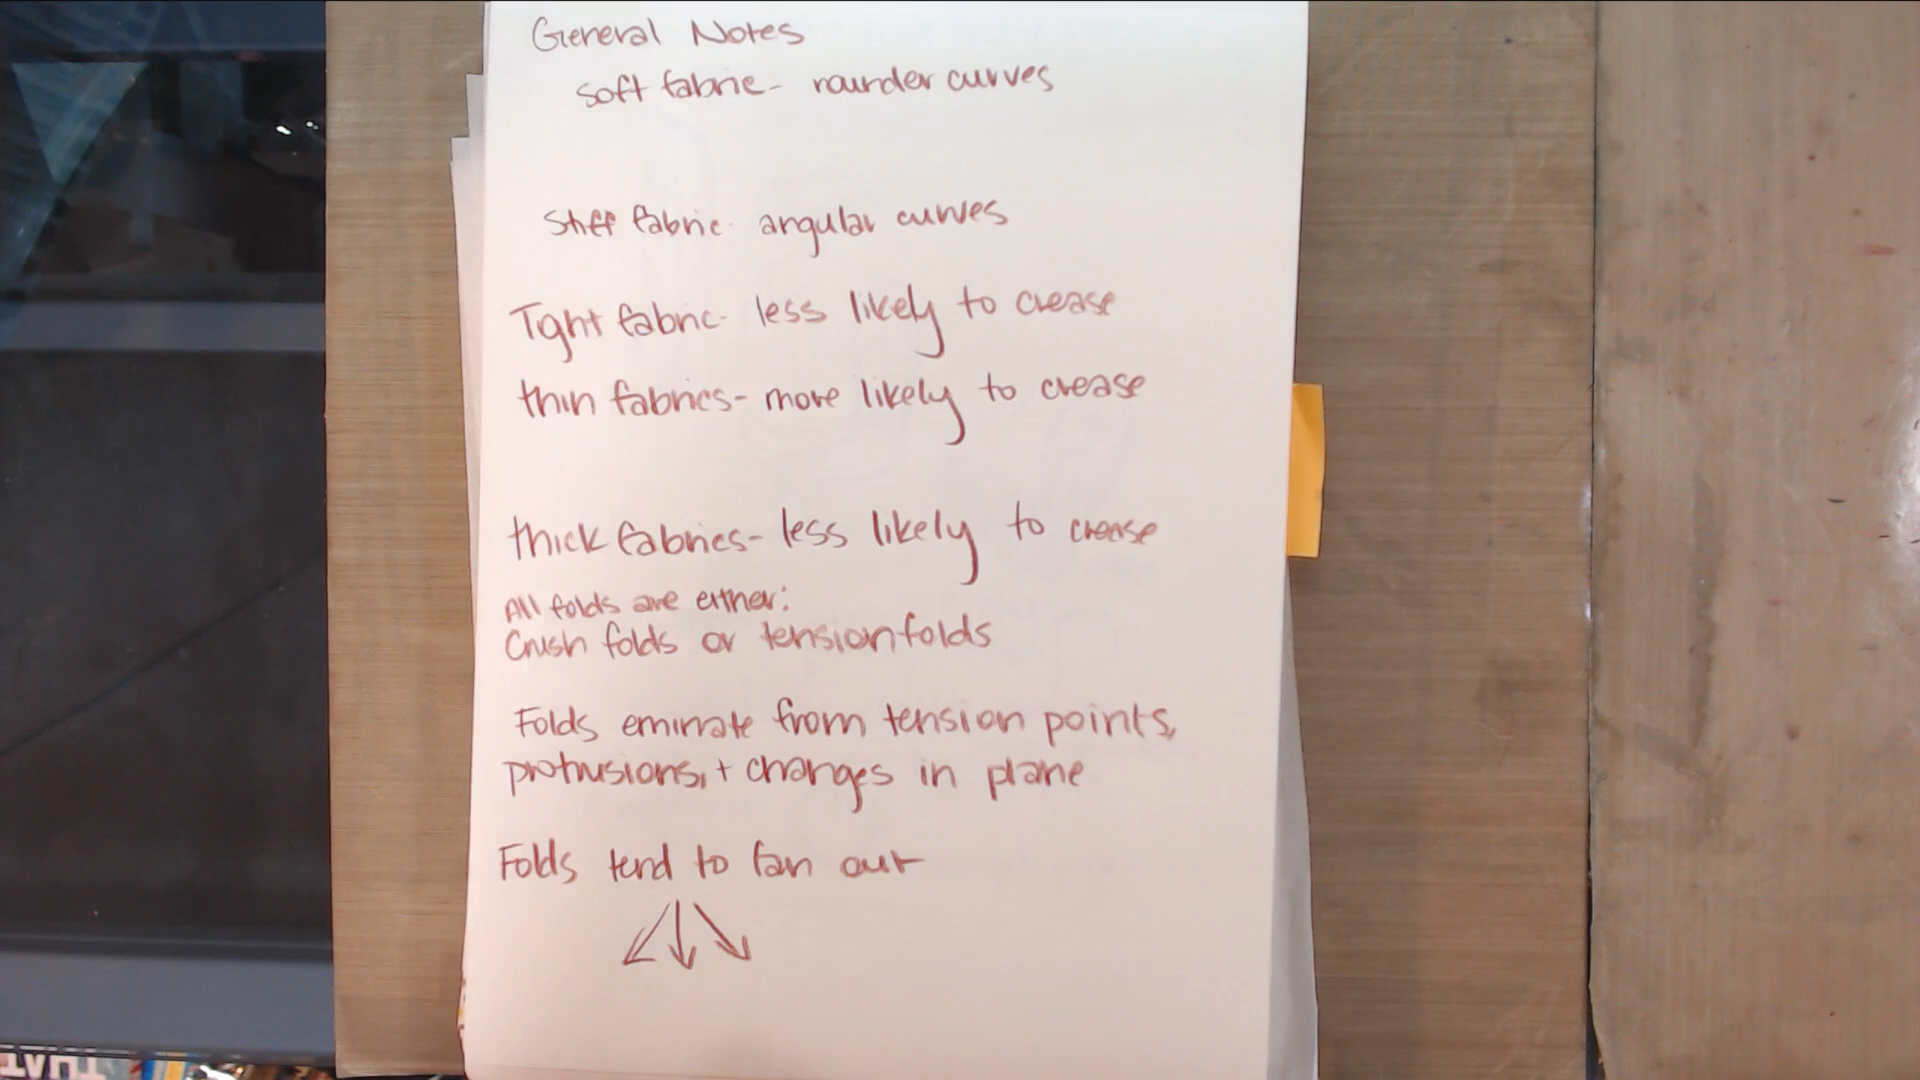 General Notes
soft fabric - rounder curves
Stiff fabric - angular curves
Tight fabric - less likely to crease
thin fabrics - more likely to crease
thick fabrics - less likely to crease
All folds are either:
Crush folds or tension folds
Folds eminate from tension points,
protrusions, + changes in plane
Folds tend to fan out